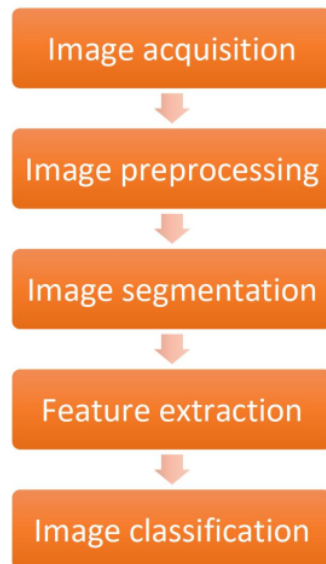 Image acquisition
Image preprocessing
Image segmentation
Feature extraction
Image classification